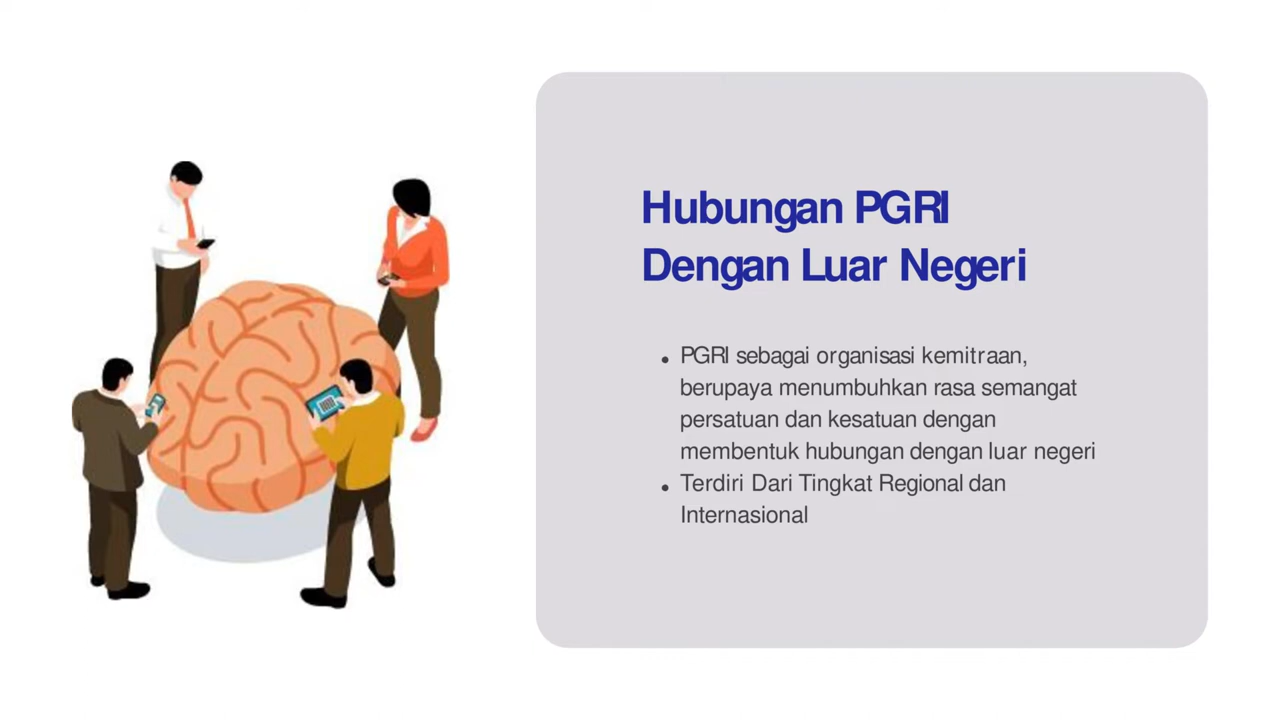 Hubungan PGRI
Dengan Luar Negeri
• PGRI sebagai organisasi kemitraan,
berupaya menumbuhkan rasa semangat
persatuan dan kesatuan dengan
membentuk hubungan dengan luar negeri
• Terdiri Dari Tingkat Regional dan
Internasional